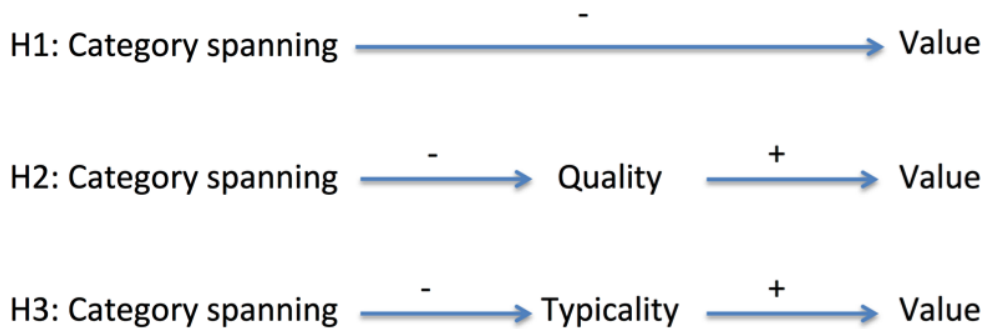 -
H1: Category spanning Value
- +
H2: Category spanning Quality Value
- +
H3: Category spanning Typicality Value